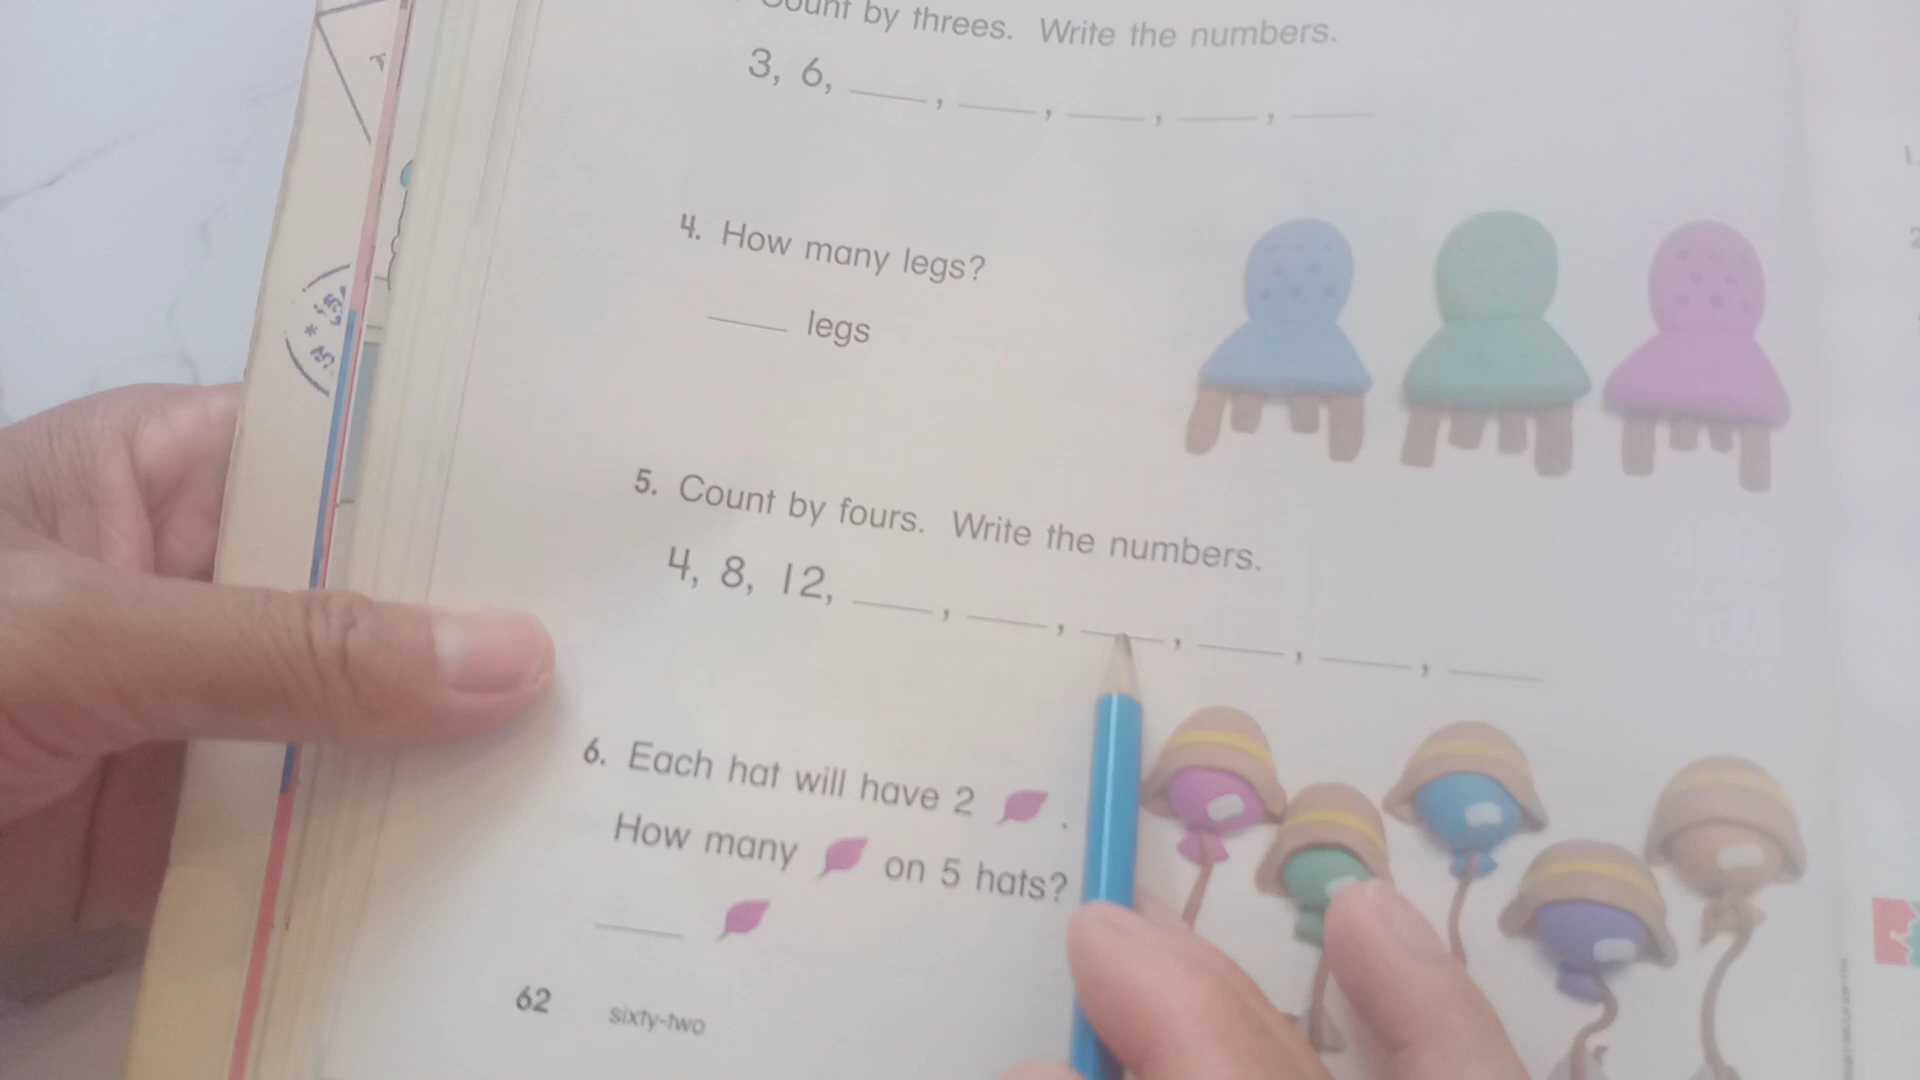 Count by threes. Write the numbers.
3, 6, ___, ___, ___, ___, ___
4. How many legs?
___ legs
5. Count by fours. Write the numbers.
4, 8, 12, ___, ___, ___, ___, ___, ___
6. Each hat will have 2 .
How many on 5 hats?
___
62 sixty-two